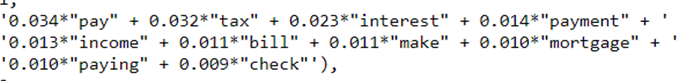 '0.034*"pay" + 0.032*"tax" + 0.023*"interest" + 0.014*"payment" + '
'0.013*"income" + 0.011*"bill" + 0.011*"make" + 0.010*"mortgage" + '
'0.010*"paying" + 0.009*"check"'),